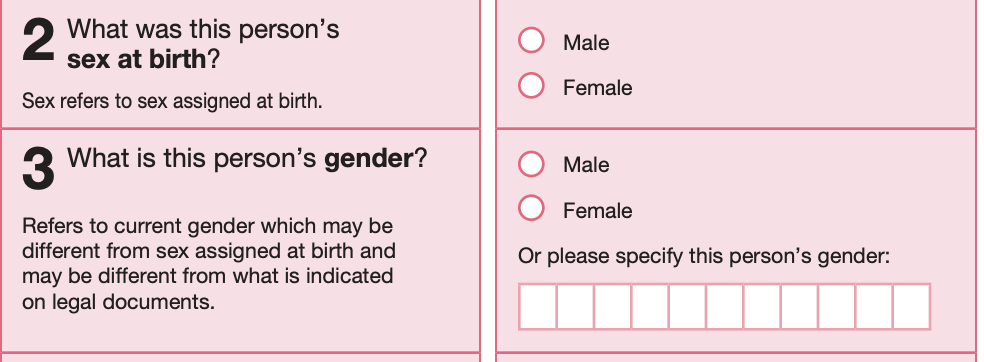 2 What was this person's
sex at birth?
Sex refers to sex assigned at birth.
Male
Female
3 What is this person's gender?
Refers to current gender which may be
different from sex assigned at birth and
may be different from what is indicated
on legal documents.
Male
Female
Or please specify this person's gender: